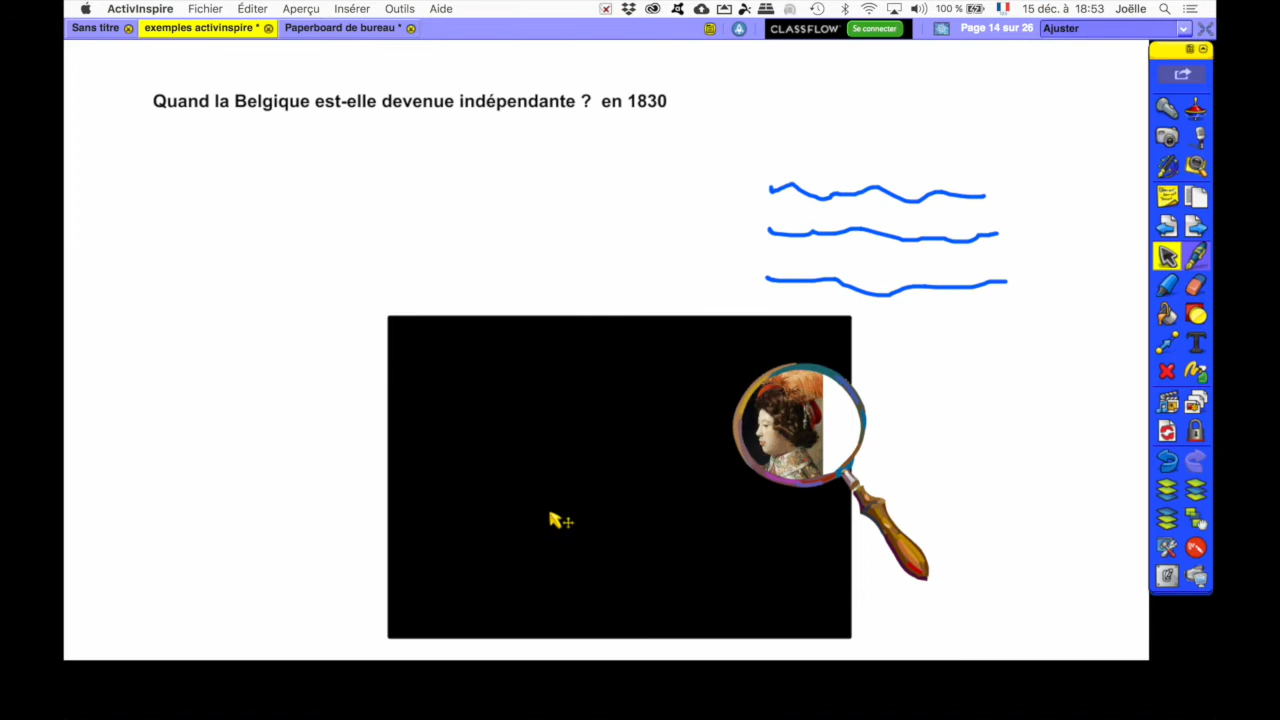 ActivInspire Fichier Éditer Aperçu Insérer Outils Aide 100 % 15 déc. à 18:53 Joëlle
Sans titre exemples activinspire * Paperboard de bureau * CLASSFLOW Se connecter Page 14 sur 26 Ajuster
Quand la Belgique est-elle devenue indépendante ? en 1830